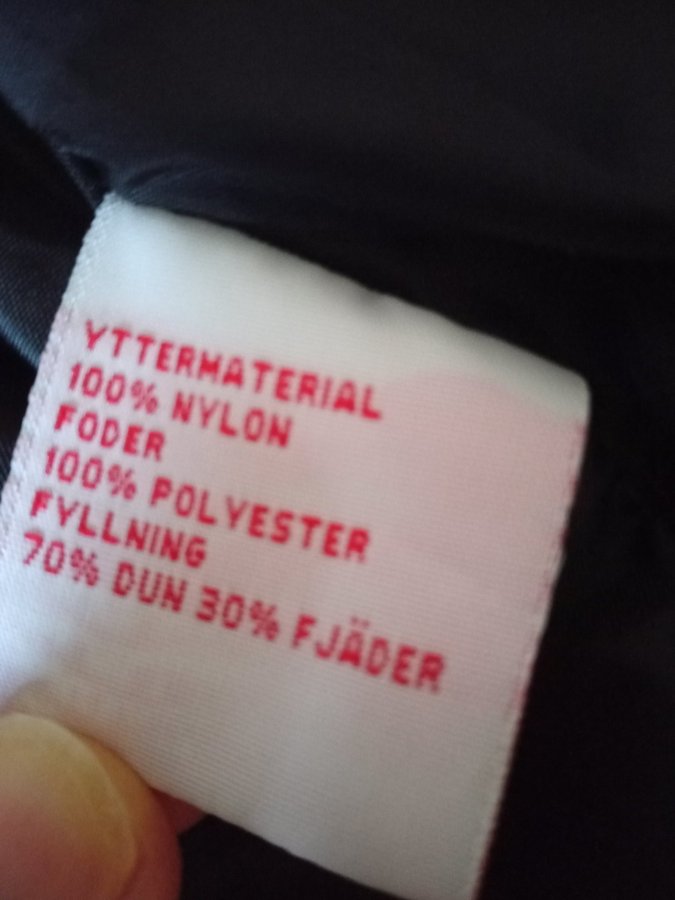 YTTERMATERIAL
100% NYLON
FODER
100% POLYESTER
FYLLNING
70% DUN 30% FJÄDER